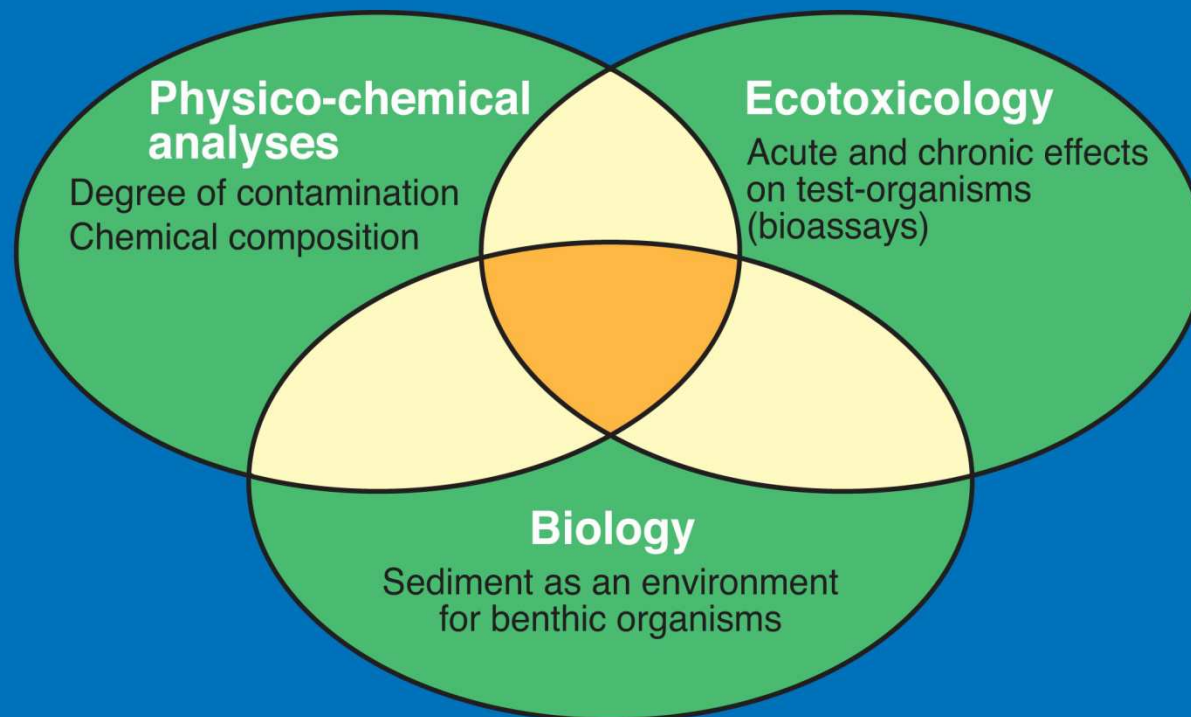 Physico-chemical
analyses
Degree of contamination
Chemical composition
Ecotoxicology
Acute and chronic effects
on test-organisms
(bioassays)
Biology
Sediment as an environment
for benthic organisms